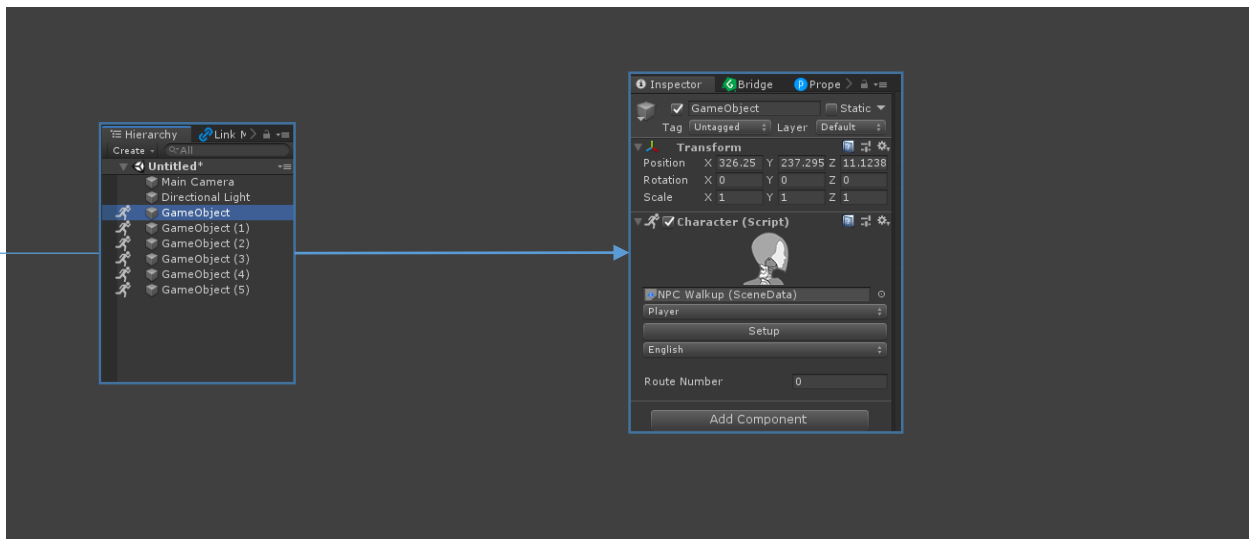 Hierarchy
Link
Create
All
Untitled*
Main Camera
Directional Light
GameObject
GameObject (1)
GameObject (2)
GameObject (3)
GameObject (4)
GameObject (5)
Inspector
Bridge
Prope
GameObject
Static
Tag Untagged Layer Default
Transform
Position X 326.25 Y 237.295 Z 11.1238
Rotation X 0 Y 0 Z 0
Scale X 1 Y 1 Z 1
Character (Script)
NPC Walkup (SceneData)
Player
Setup
English
Route Number 0
Add Component